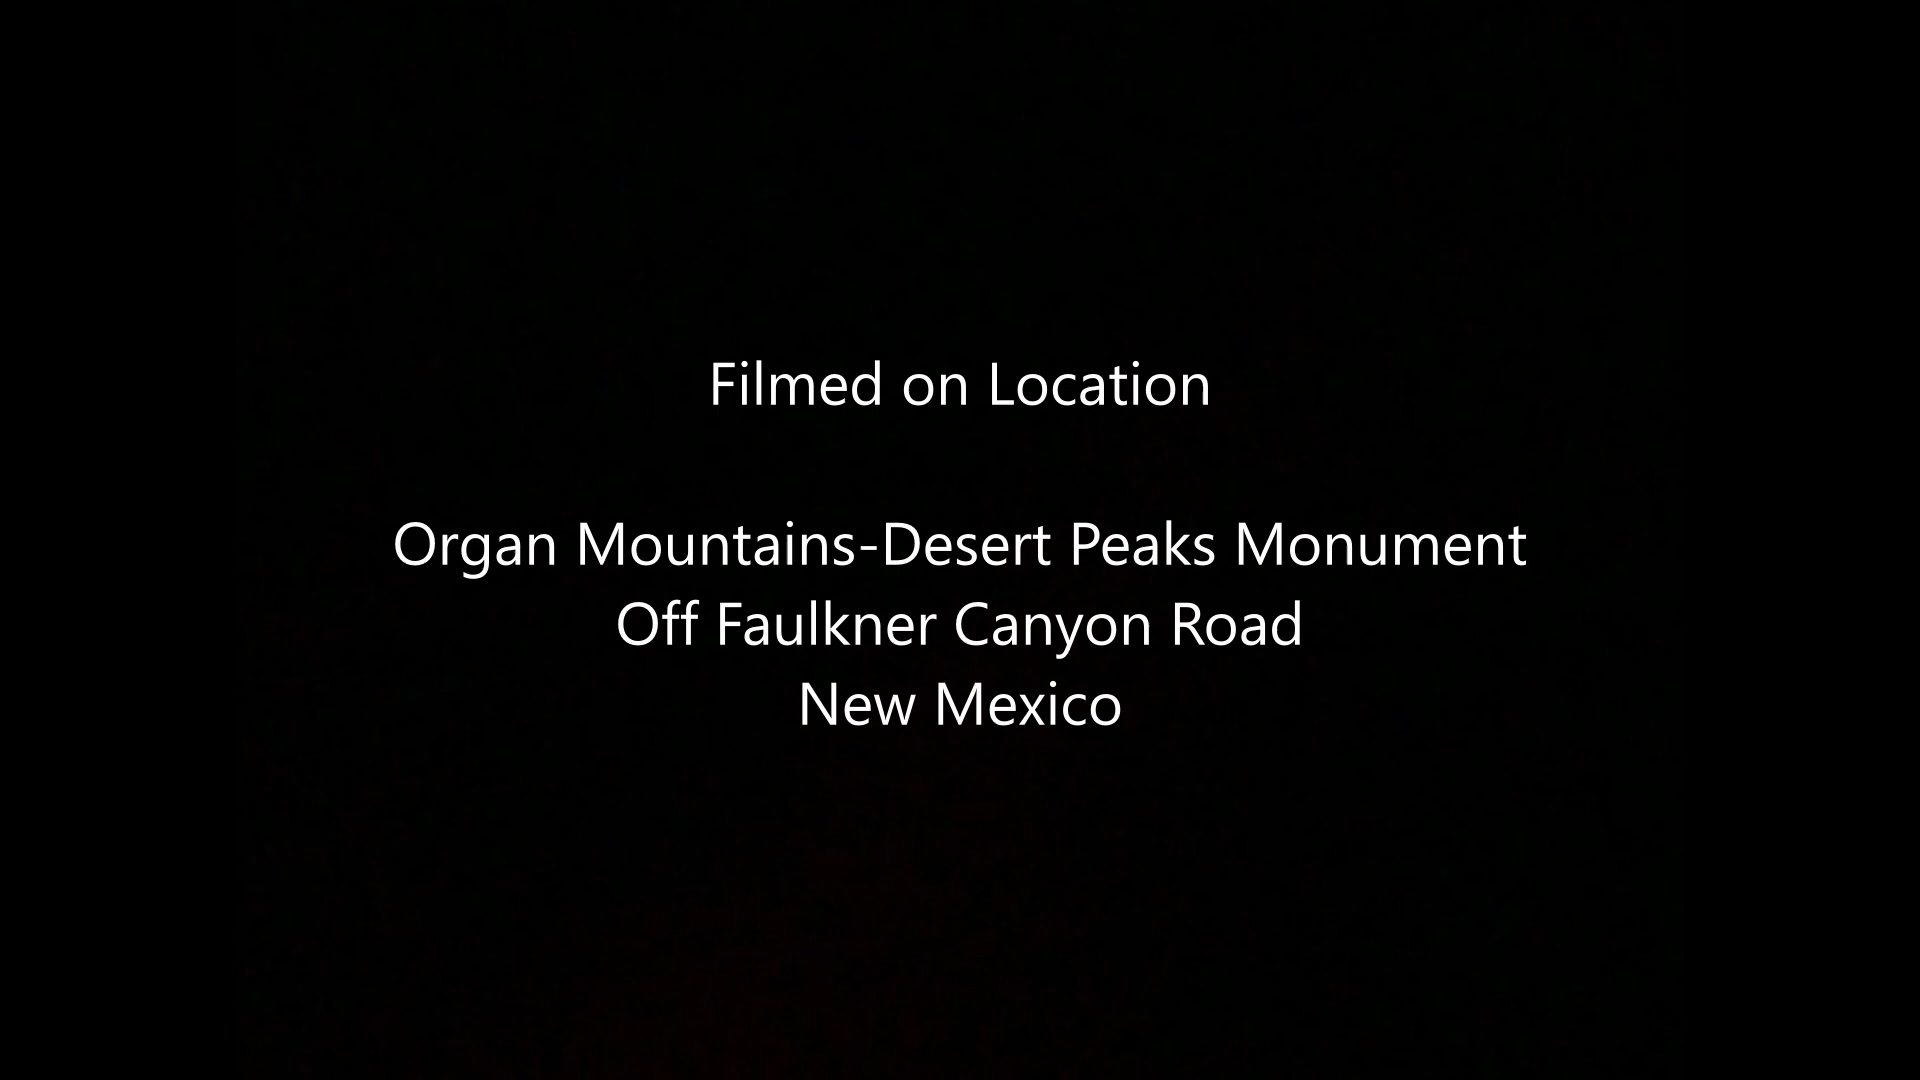 Filmed on Location
Organ Mountains-Desert Peaks Monument
Off Faulkner Canyon Road
New Mexico